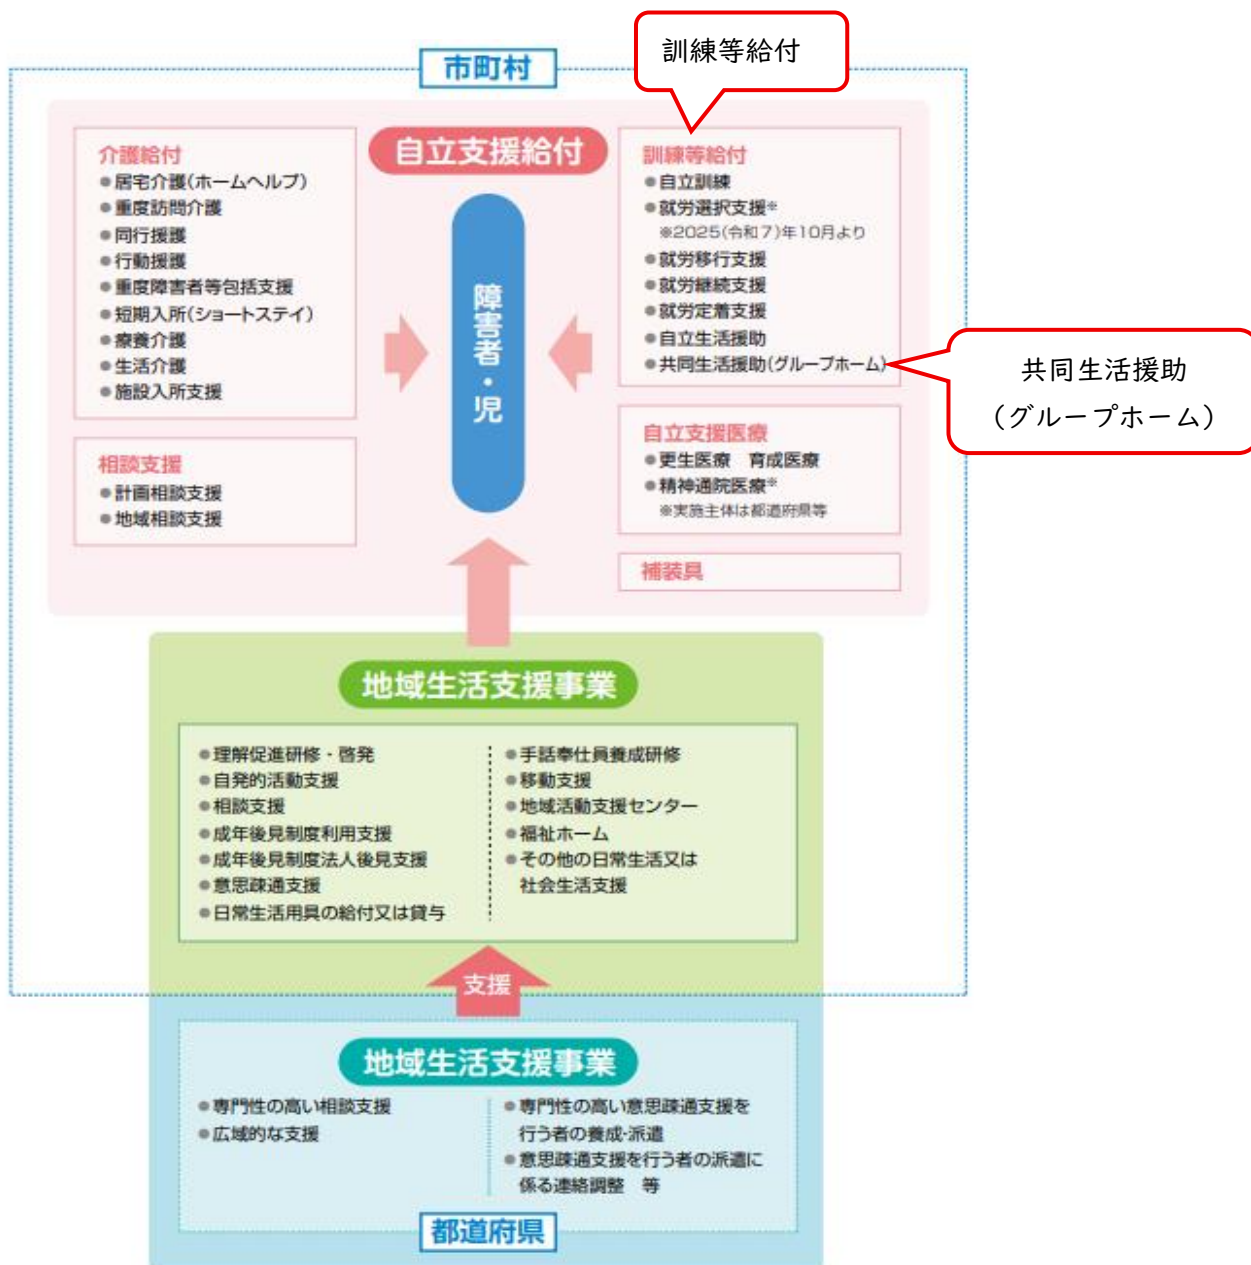 訓練等給付
市町村
自立支援給付
介護給付
●居宅介護(ホームヘルプ)
●重度訪問介護
●同行援護
●行動援護
●重度障害者等包括支援
●短期入所(ショートステイ)
●療養介護
●生活介護
●施設入所支援
相談支援
●計画相談支援
●地域相談支援
障害者・児
訓練等給付
●自立訓練
●就労選択支援※
※2025(令和7)年10月より
●就労移行支援
●就労継続支援
●就労定着支援
●自立生活援助
●共同生活援助(グループホーム)
共同生活援助
(グループホーム)
自立支援医療
●更生医療　育成医療
●精神通院医療※
※実施主体は都道府県等
補装具
地域生活支援事業
●理解促進研修・啓発
●自発的活動支援
●相談支援
●成年後見制度利用支援
●成年後見制度法人後見支援
●意思疎通支援
●日常生活用具の給付又は貸与
●手話奉仕員養成研修
●移動支援
●地域活動支援センター
●福祉ホーム
●その他の日常生活又は
社会生活支援
支援
地域生活支援事業
●専門性の高い相談支援
●広域的な支援
●専門性の高い意思疎通支援を
行う者の養成・派遣
●意思疎通支援を行う者の派遣に
係る連絡調整　等
都道府県